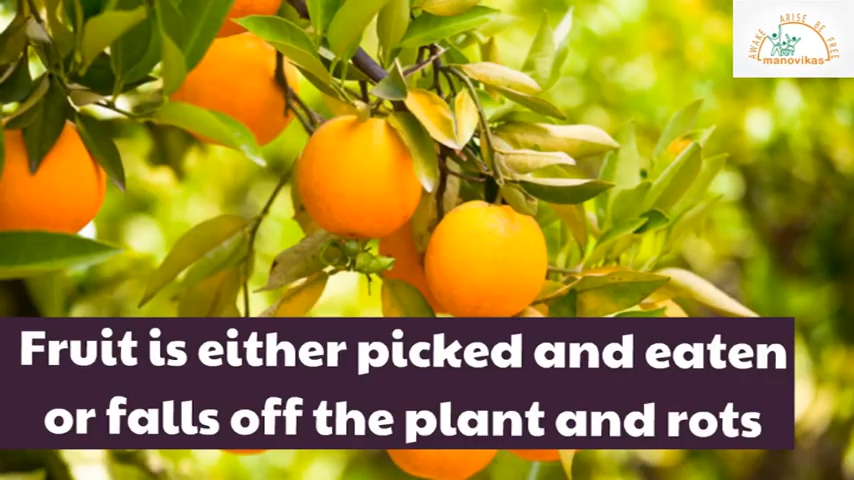 AWAKE ARISE BE FREE
manovikas
Fruit is either picked and eaten
or falls off the plant and rots